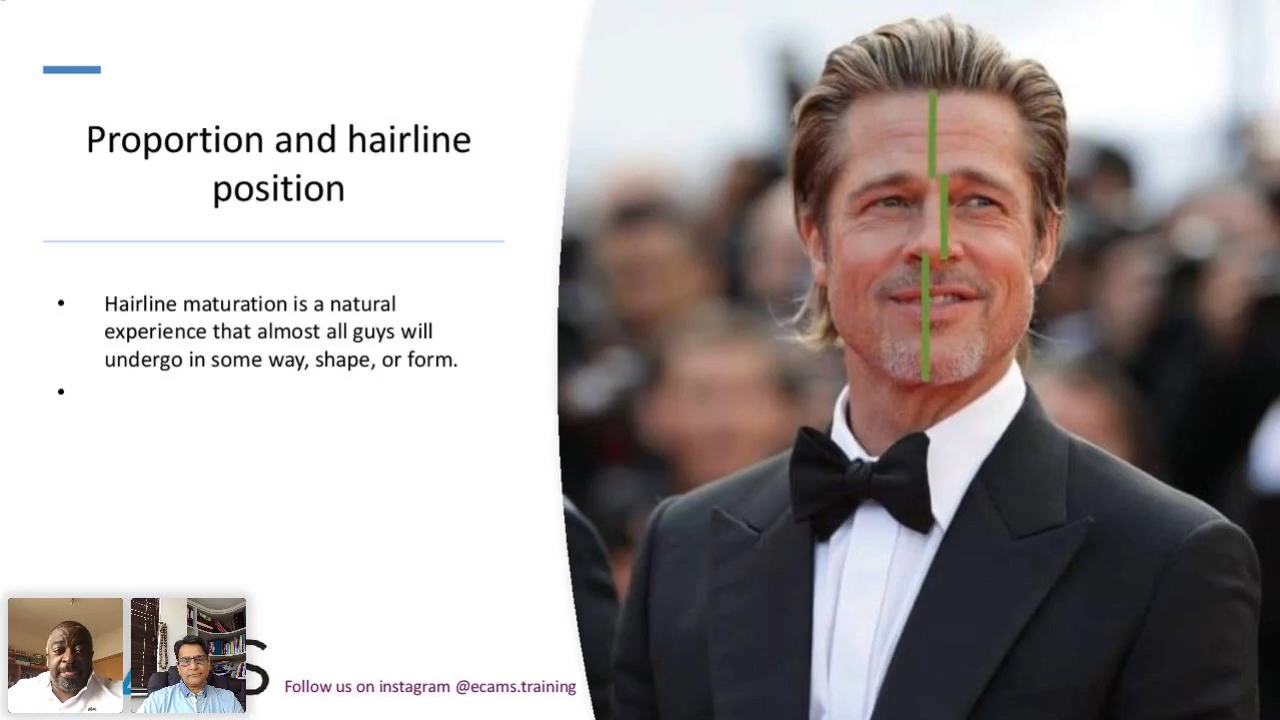 Proportion and hairline
position
Hairline maturation is a natural
experience that almost all guys will
undergo in some way, shape, or form.
Follow us on instagram @ecams.training